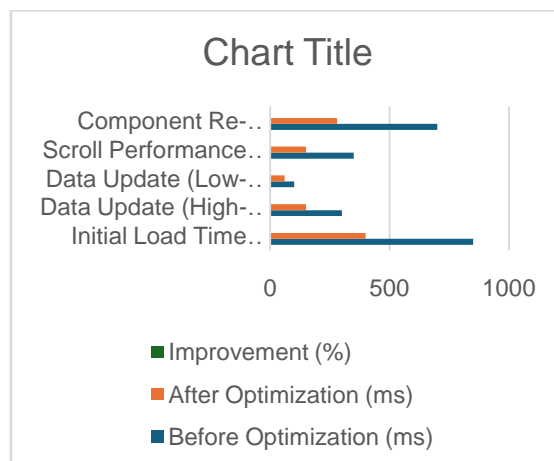 Chart Title
Component Re-..
Scroll Performance
Data Update (Low-..
Data Update (High-..
Initial Load Time..
0 500 1000
Improvement (%)
After Optimization (ms)
Before Optimization (ms)